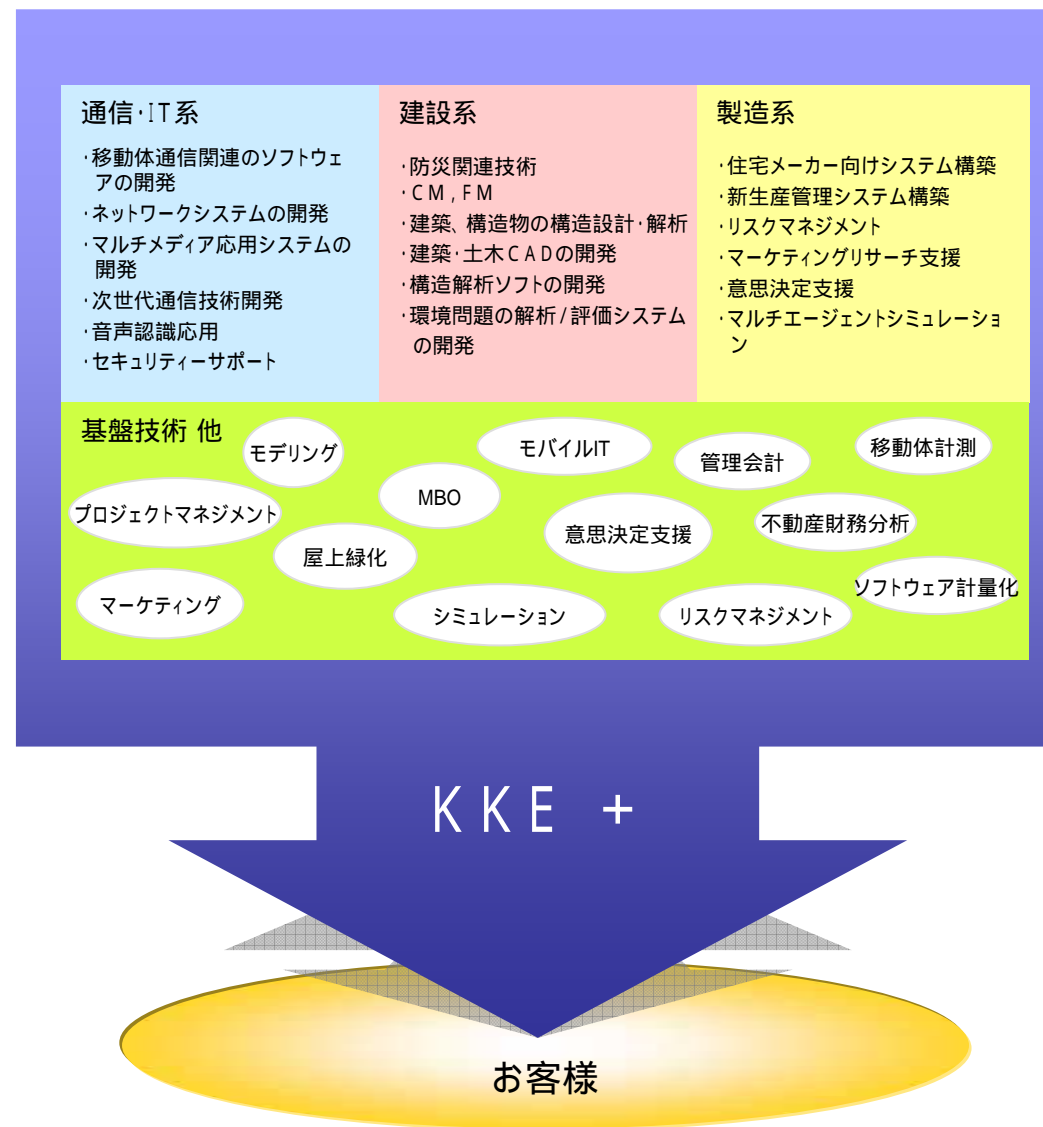 通信・IT系
・移動体通信関連のソフトウェ
アの開発
・ネットワークシステムの開発
・マルチメディア応用システムの
開発
・次世代通信技術開発
・音声認識応用
・セキュリティーサポート
建設系
・防災関連技術
・CM,FM
・建築、構造物の構造設計・解析
・建築・土木CADの開発
・構造解析ソフトの開発
・環境問題の解析/評価システム
の開発
製造系
・住宅メーカー向けシステム構築
・新生産管理システム構築
・リスクマネジメント
・マーケティングリサーチ支援
・意思決定支援
・マルチエージェントシミュレーショ
ン
基盤技術 他
モデリング
モバイルIT
管理会計
移動体計測
プロジェクトマネジメント
MBO
意思決定支援
不動産財務分析
屋上緑化
マーケティング
シミュレーション
リスクマネジメント
ソフトウェア計量化
KKE +
お客様